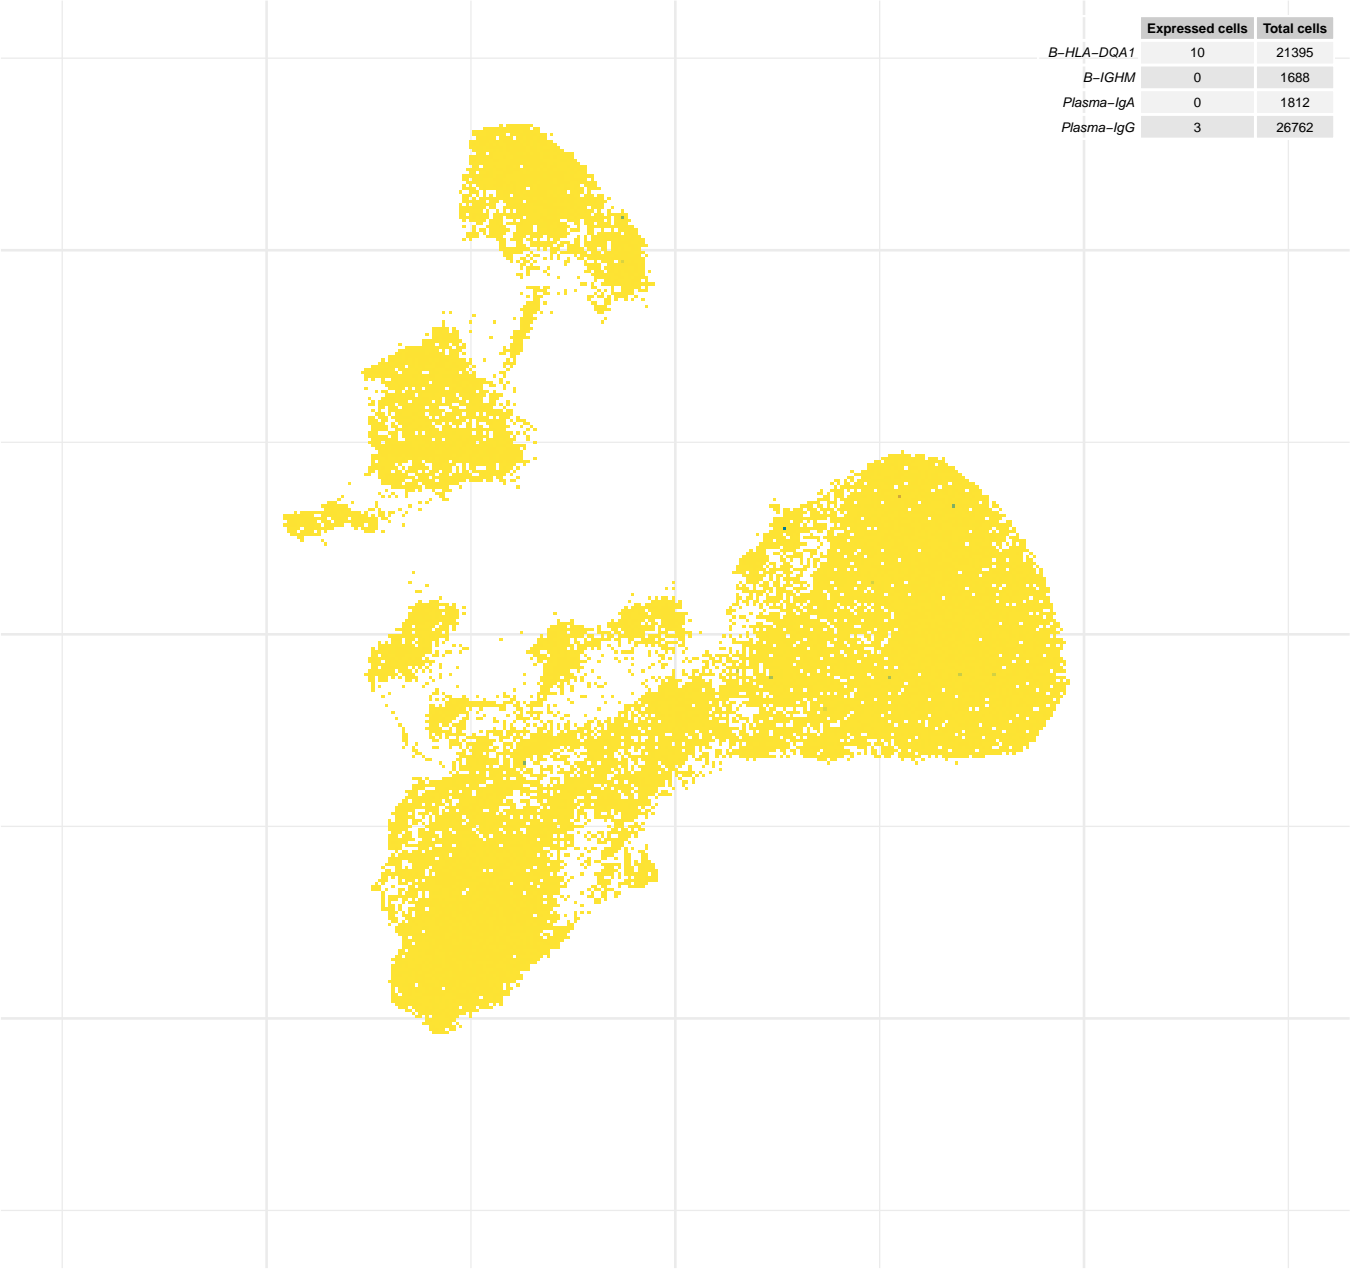 Expressed cells Total cells
B−HLA−DQA1 10 21395
B−IGHM 0 1688
Plasma−IgA 0 1812
Plasma−IgG 3 26762